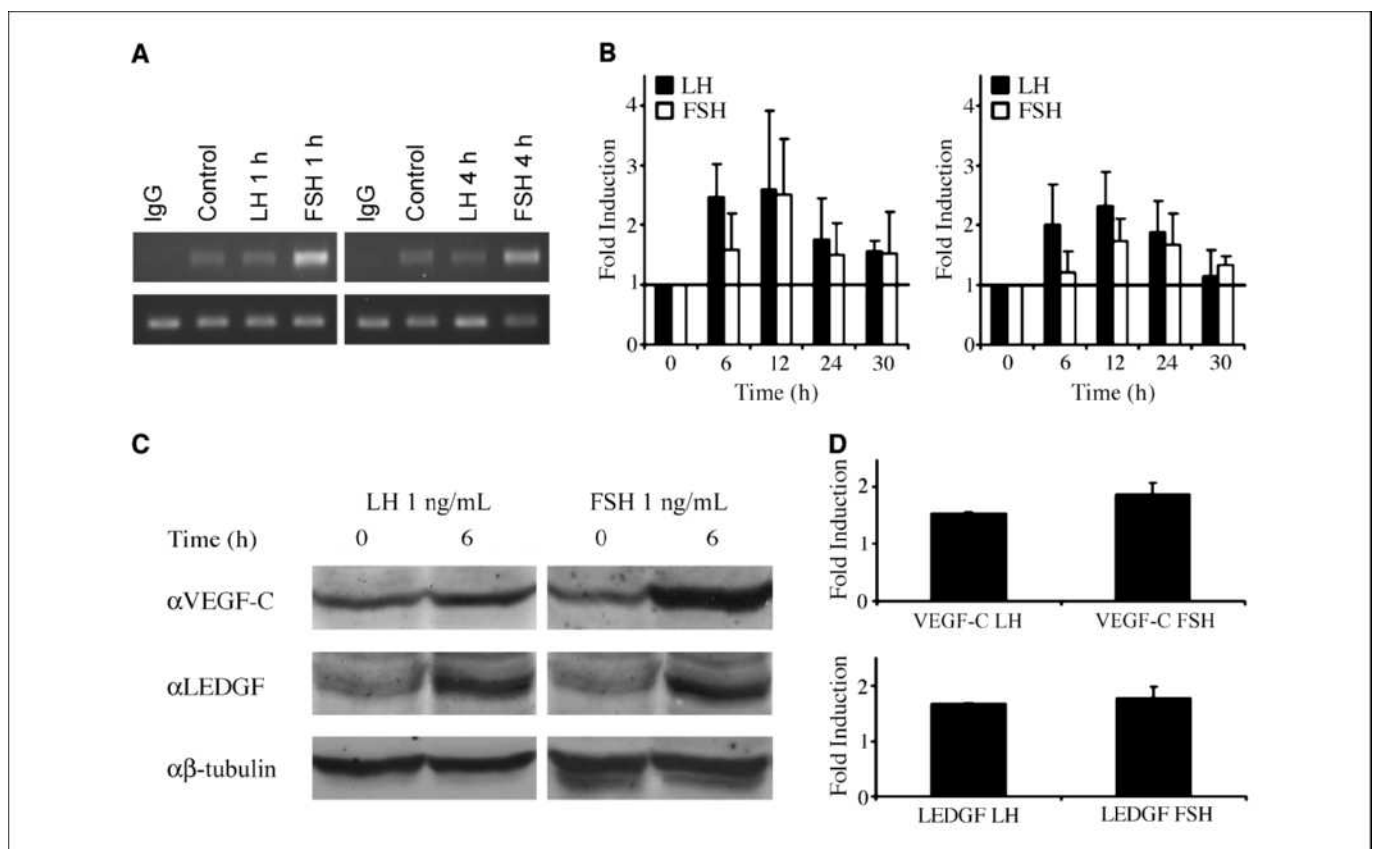 A
IgG
Control
LH 1 h
FSH 1 h
IgG
Control
LH 4 h
FSH 4 h
B
LH
FSH
Fold Induction
4
3
2
1
0
0 6 12 24 30
Time (h)
LH
FSH
Fold Induction
4
3
2
1
0
0 6 12 24 30
Time (h)
C
LH 1 ng/mL FSH 1 ng/mL
Time (h) 0 6 0 6
αVEGF-C
αLEDGF
αβ-tubulin
D
Fold Induction
2
1
0
VEGF-C LH VEGF-C FSH
Fold Induction
2
1
0
LEDGF LH LEDGF FSH